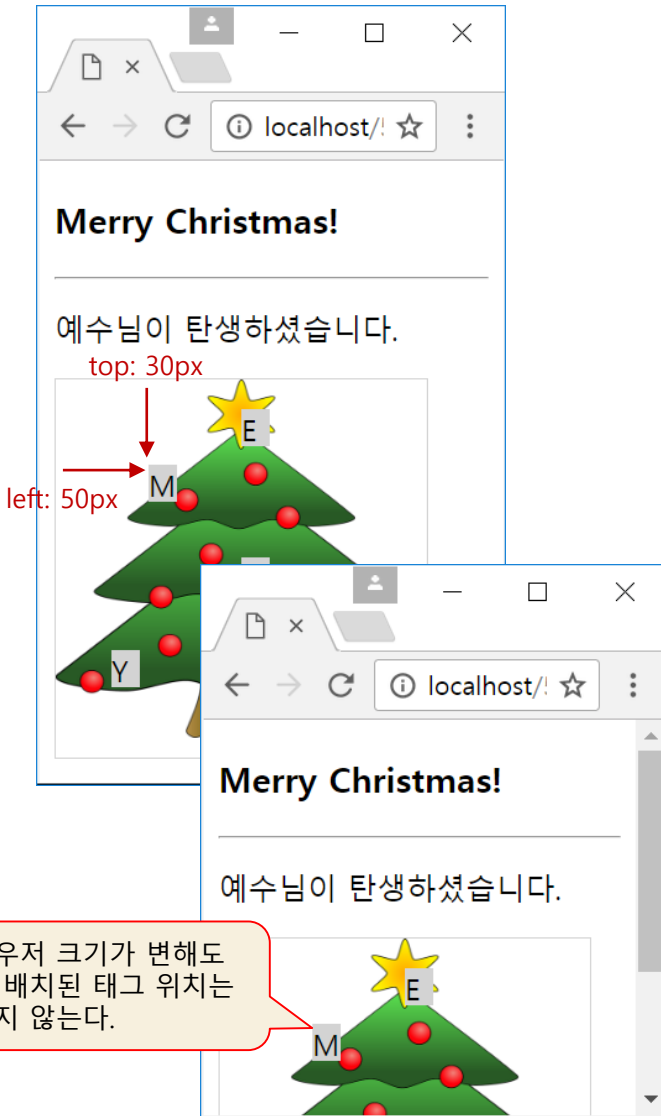 localhost/5
Merry Christmas!
예수님이 탄생하셨습니다.
top: 30px
E
M
left: 50px
Y
localhost/5
Merry Christmas!
예수님이 탄생하셨습니다.
E
M
우저 크기가 변해도
배치된 태그 위치는
지 않는다.